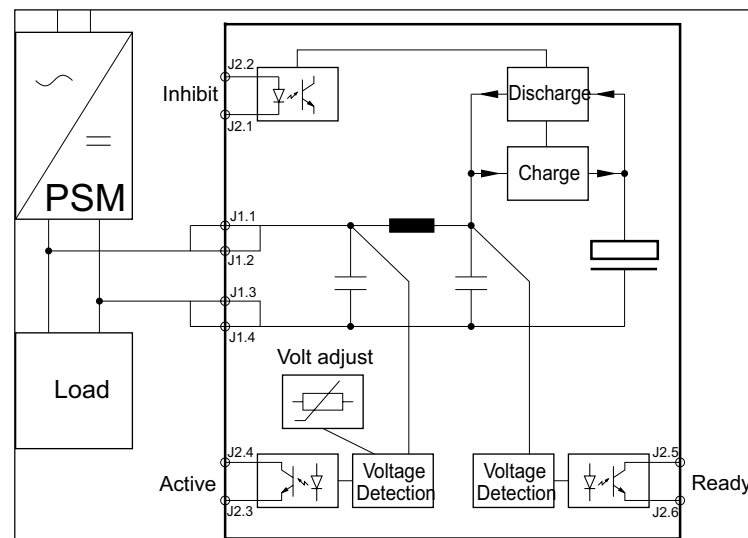 J2.2
Inhibit
J2.1
Discharge
Charge
PSM
J1.1
J1.2
J1.3
J1.4
Load
Volt adjust
J2.4
Active
J2.3
Voltage
Detection
Voltage
Detection
J2.5
Ready
J2.6